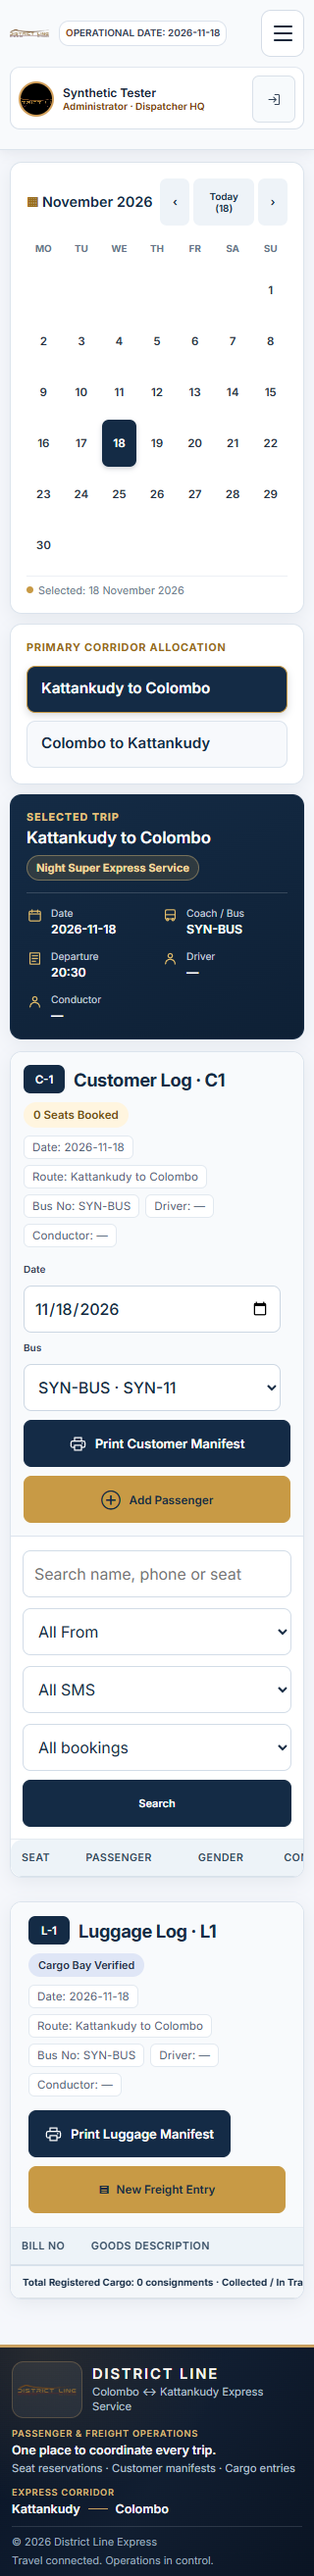 DISTRICT LINE
OPERATIONAL DATE: 2026-11-18
Synthetic Tester
Administrator · Dispatcher HQ
November 2026
‹
Today
(18)
›
MO TU WE TH FR SA SU
1
2 3 4 5 6 7 8
9 10 11 12 13 14 15
16 17 18 19 20 21 22
23 24 25 26 27 28 29
30
Selected: 18 November 2026
PRIMARY CORRIDOR ALLOCATION
Kattankudy to Colombo
Colombo to Kattankudy
SELECTED TRIP
Kattankudy to Colombo
Night Super Express Service
Date
2026-11-18
Coach / Bus
SYN-BUS
Departure
20:30
Driver
—
Conductor
—
C-1 Customer Log · C1
0 Seats Booked
Date: 2026-11-18
Route: Kattankudy to Colombo
Bus No: SYN-BUS Driver: —
Conductor: —
Date
11/18/2026
Bus
SYN-BUS · SYN-11
Print Customer Manifest
Add Passenger
Search name, phone or seat
All From
All SMS
All bookings
Search
SEAT PASSENGER GENDER
L-1 Luggage Log · L1
Cargo Bay Verified
Date: 2026-11-18
Route: Kattankudy to Colombo
Bus No: SYN-BUS Driver: —
Conductor: —
Print Luggage Manifest
New Freight Entry
BILL NO GOODS DESCRIPTION
Total Registered Cargo: 0 consignments · Collected / In Tra
DISTRICT LINE
DISTRICT LINE
Colombo ↔ Kattankudy Express
Service
PASSENGER & FREIGHT OPERATIONS
One place to coordinate every trip.
Seat reservations · Customer manifests · Cargo entries
EXPRESS CORRIDOR
Kattankudy — Colombo
© 2026 District Line Express
Travel connected. Operations in control.